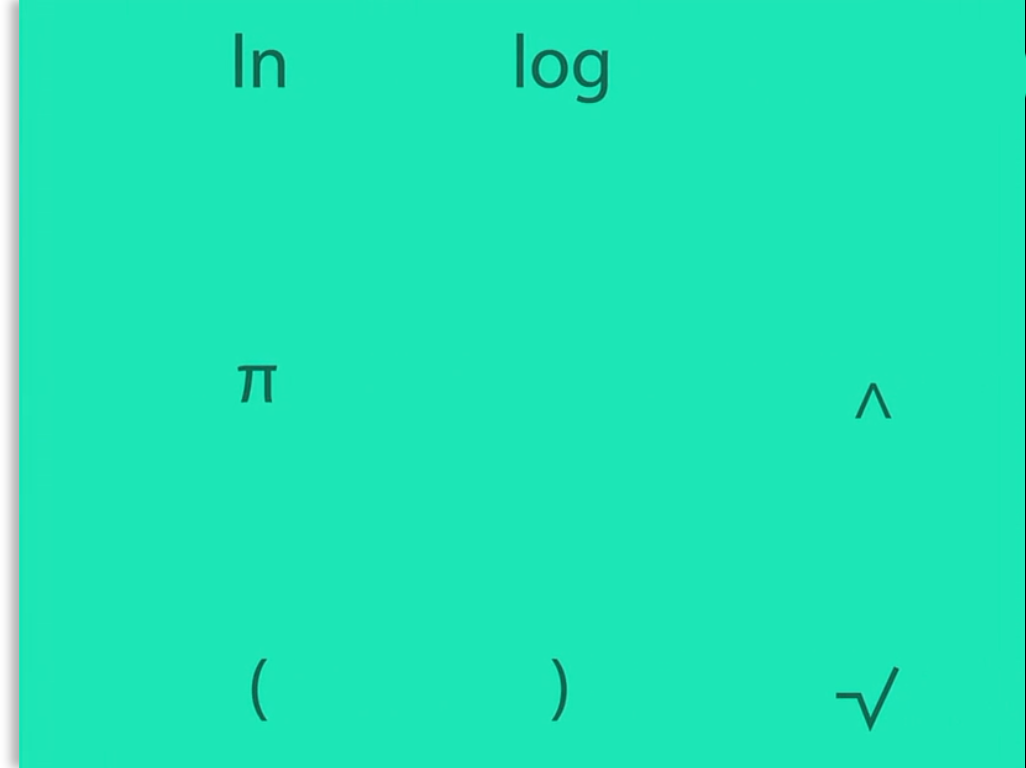 ln log
π ^
( ) √